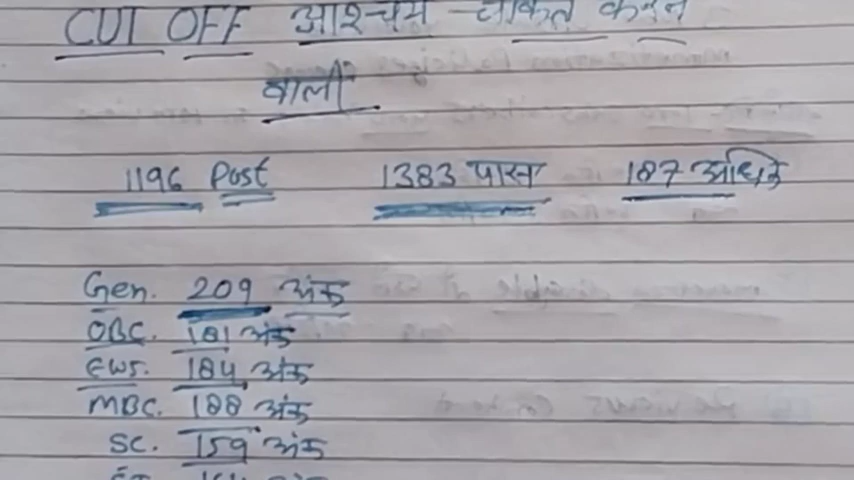 CUT OFF आश्चर्य चकित करने
वाली
1196 Post 1383 पास 187 अधिक
Gen. 209 अंक
OBC. 181 अंक
EWS. 184 अंक
MBC. 188 अंक
SC. 159 अंक